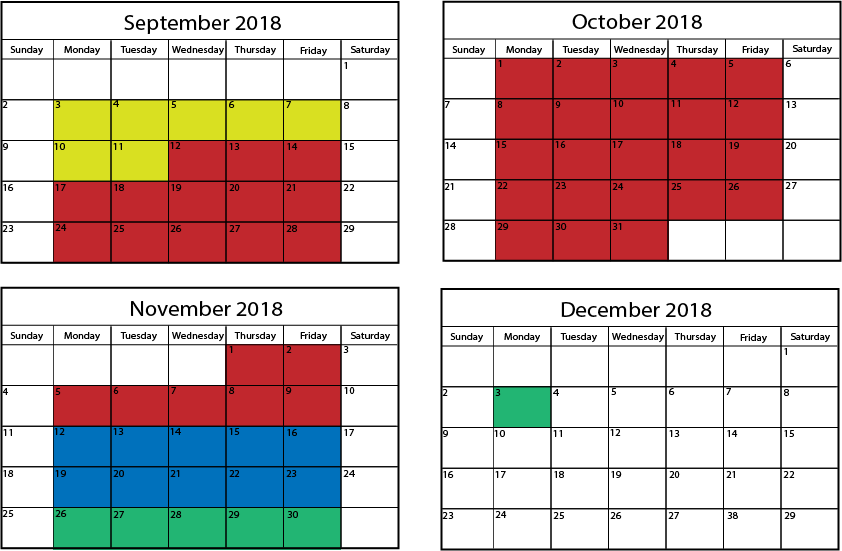 September 2018
Sunday Monday Tuesday Wednesday Thursday Friday Saturday
1
2 3 4 5 6 7 8
9 10 11 12 13 14 15
16 17 18 19 20 21 22
23 24 25 26 27 28 29
October 2018
Sunday Monday Tuesday Wednesday Thursday Friday Saturday
1 2 3 4 5 6
7 8 9 10 11 12 13
14 15 16 17 18 19 20
21 22 23 24 25 26 27
28 29 30 31
November 2018
Sunday Monday Tuesday Wednesday Thursday Friday Saturday
1 2 3
4 5 6 7 8 9 10
11 12 13 14 15 16 17
18 19 20 21 22 23 24
25 26 27 28 29 30
December 2018
Sunday Monday Tuesday Wednesday Thursday Friday Saturday
1
2 3 4 5 6 7 8
9 10 11 12 13 14 15
16 17 18 19 20 21 22
23 24 25 26 27 38 29